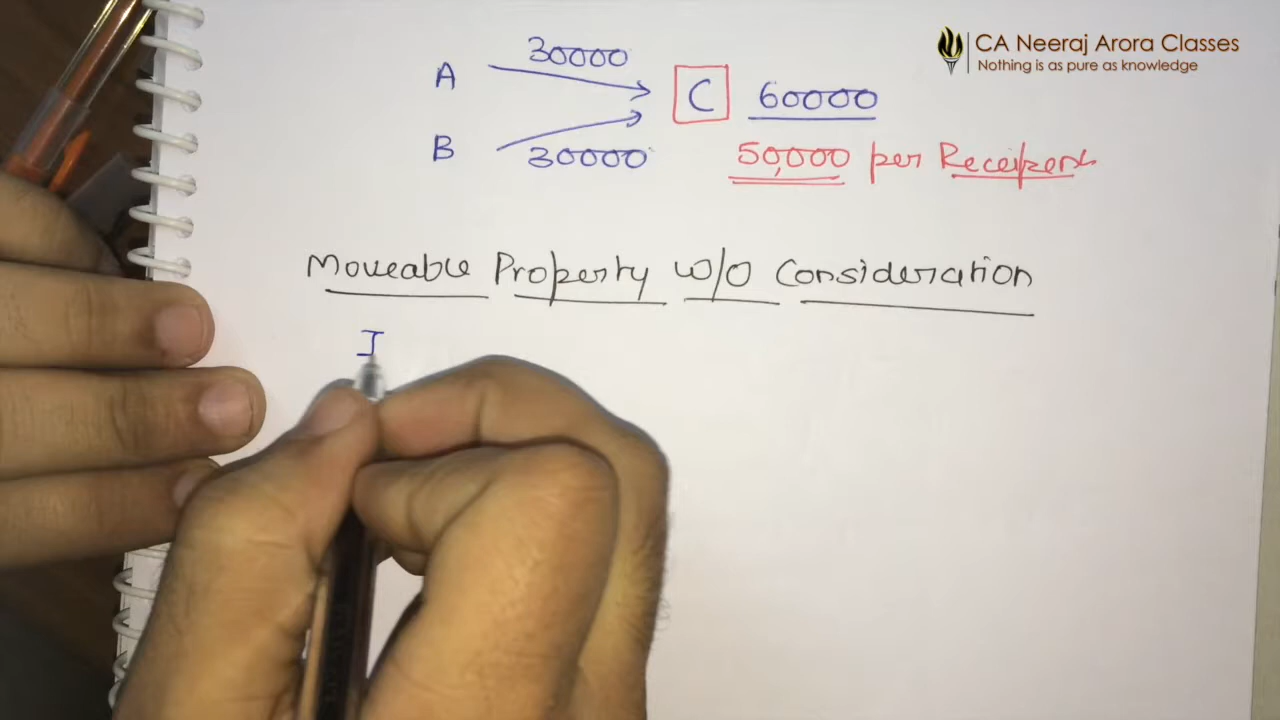 CA Neeraj Arora Classes
Nothing is as pure as knowledge
A 30000 C 60000
B 30000 50,000 per Receipent
Moveable Property w/o Consideration
I